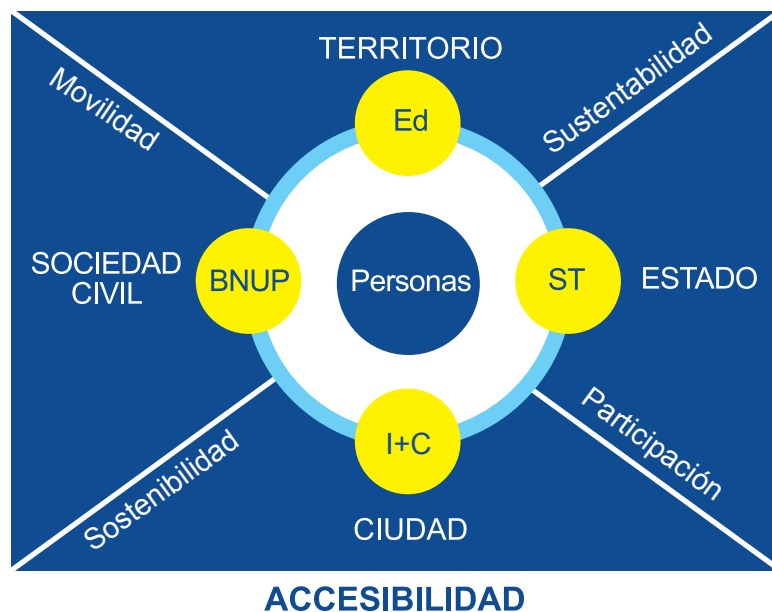 TERRITORIO
Movilidad
Sustentabilidad
Ed
SOCIEDAD
CIVIL
BNUP
Personas
ST
ESTADO
I+C
Sostenibilidad
Participación
CIUDAD
ACCESIBILIDAD